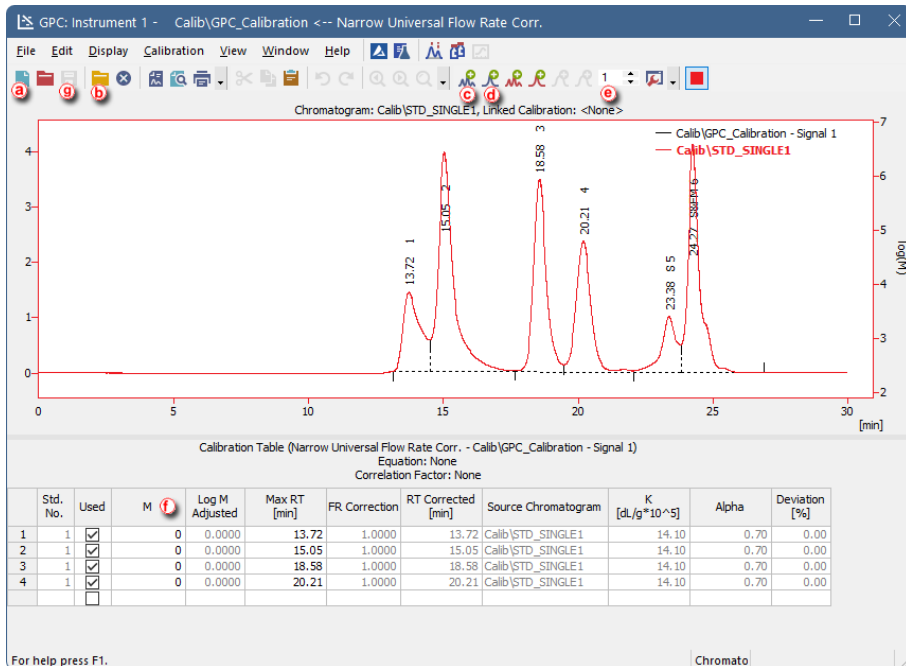 GPC: Instrument 1 - Calib\GPC_Calibration <-- Narrow Universal Flow Rate Corr.
File Edit Display Calibration View Window Help
1
a g b c d e
Chromatogram: Calib\STD_SINGLE1, Linked Calibration: <None>
Calib\GPC_Calibration - Signal 1
Calib\STD_SINGLE1
4
3
2
1
0
7
6
5
4
3
2
log(M)
13.72 1
15.05 2
18.58 3
20.21 4
23.38 S 5
24.27
6
0 5 10 15 20 25 30
[min]
Calibration Table (Narrow Universal Flow Rate Corr. - Calib\GPC_Calibration - Signal 1)
Equation: None
Correlation Factor: None
Std. No. Used M f Log M Adjusted Max RT [min] FR Correction RT Corrected [min] Source Chromatogram K [dL/g*10^5] Alpha Deviation [%]
1 1 0 0.0000 13.72 1.0000 13.72 Calib\STD_SINGLE1 14.10 0.70 0.00
2 1 0 0.0000 15.05 1.0000 15.05 Calib\STD_SINGLE1 14.10 0.70 0.00
3 1 0 0.0000 18.58 1.0000 18.58 Calib\STD_SINGLE1 14.10 0.70 0.00
4 1 0 0.0000 20.21 1.0000 20.21 Calib\STD_SINGLE1 14.10 0.70 0.00
For help press F1.
Chromato